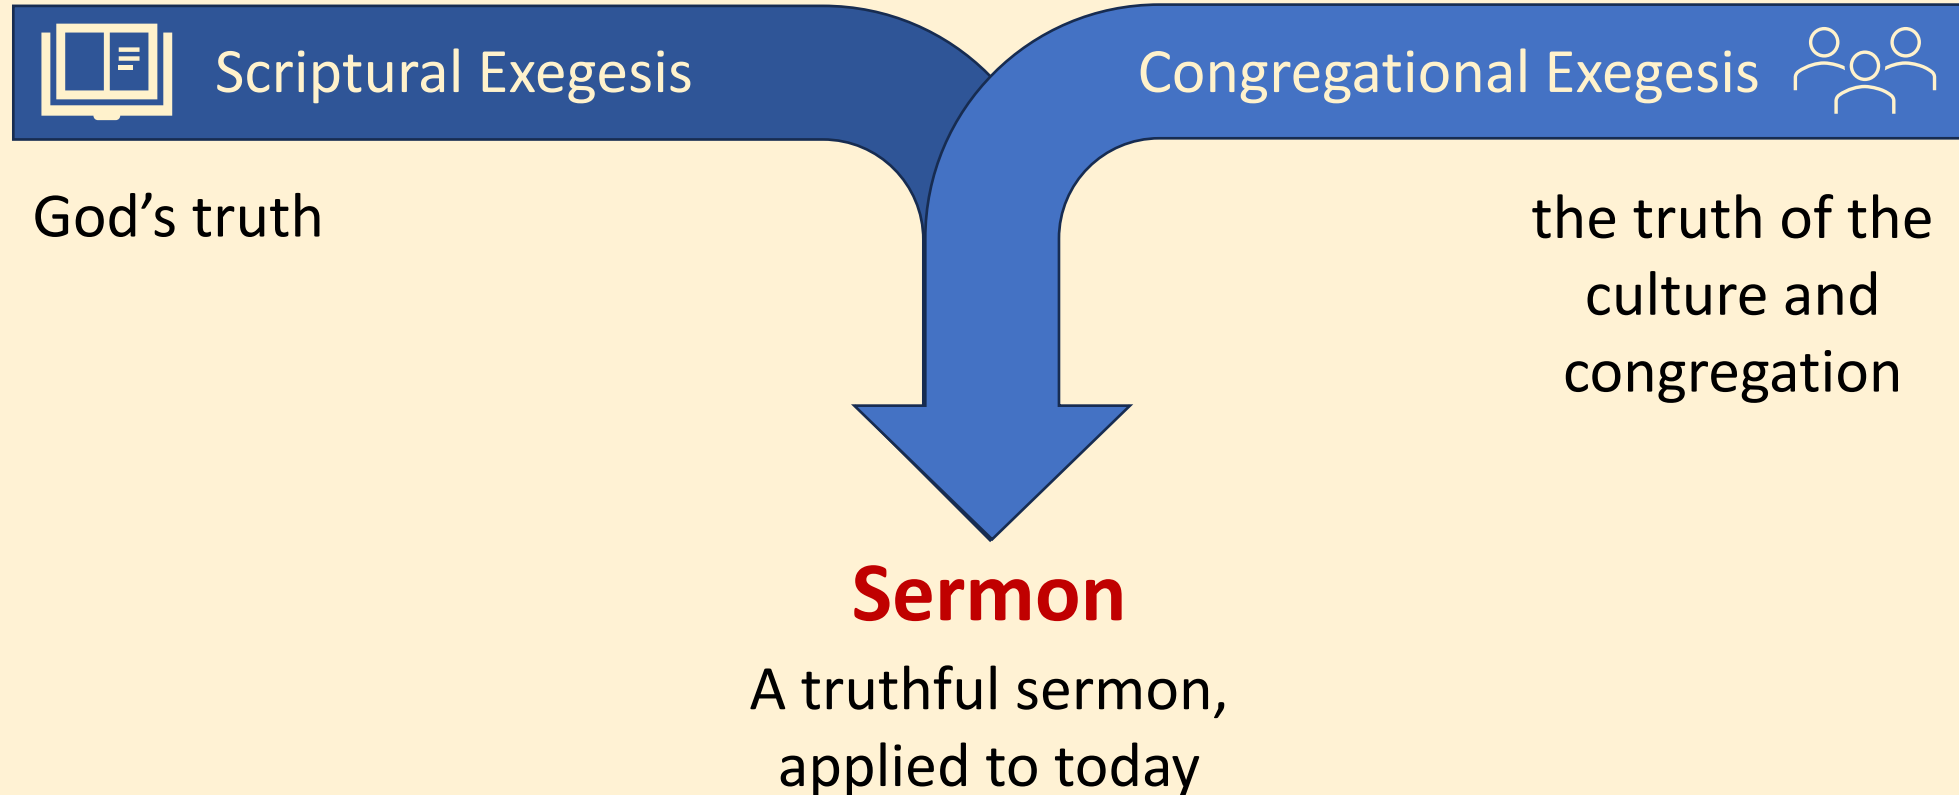 Scriptural Exegesis
Congregational Exegesis
God’s truth
the truth of the
culture and
congregation
Sermon
A truthful sermon,
applied to today